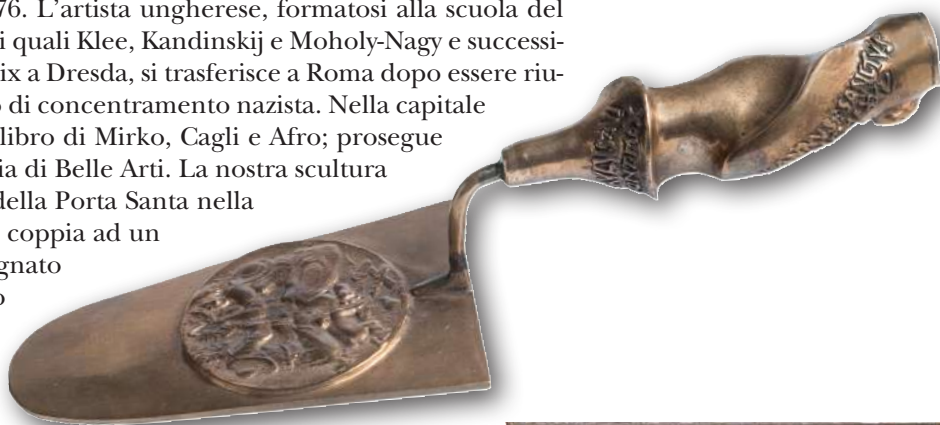 76. L’artista ungherese, formatosi alla scuola del
i quali Klee, Kandinskij e Moholy-Nagy e successi-
ix a Dresda, si trasferisce a Roma dopo essere riu-
o di concentramento nazista. Nella capitale
libro di Mirko, Cagli e Afro; prosegue
ia di Belle Arti. La nostra scultura
della Porta Santa nella
coppia ad un
gnato
o